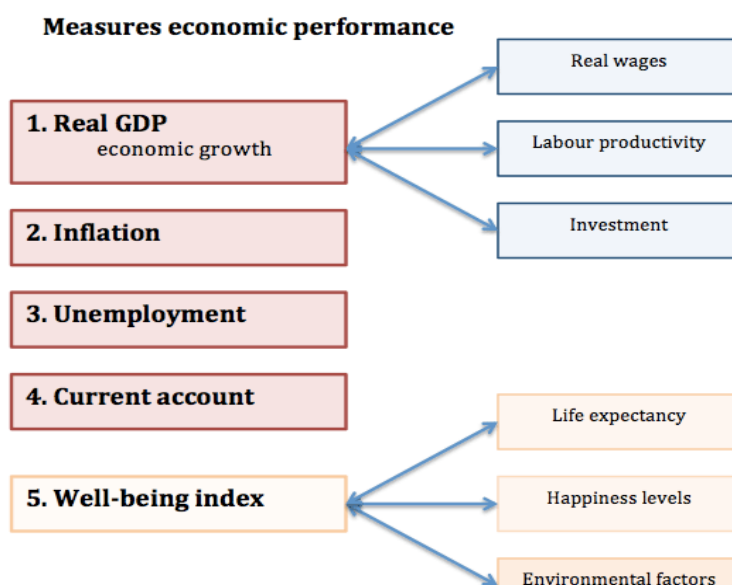 Measures economic performance
Real wages
1. Real GDP
economic growth
Labour productivity
Investment
2. Inflation
3. Unemployment
4. Current account
Life expectancy
5. Well-being index
Happiness levels
Environmental factors